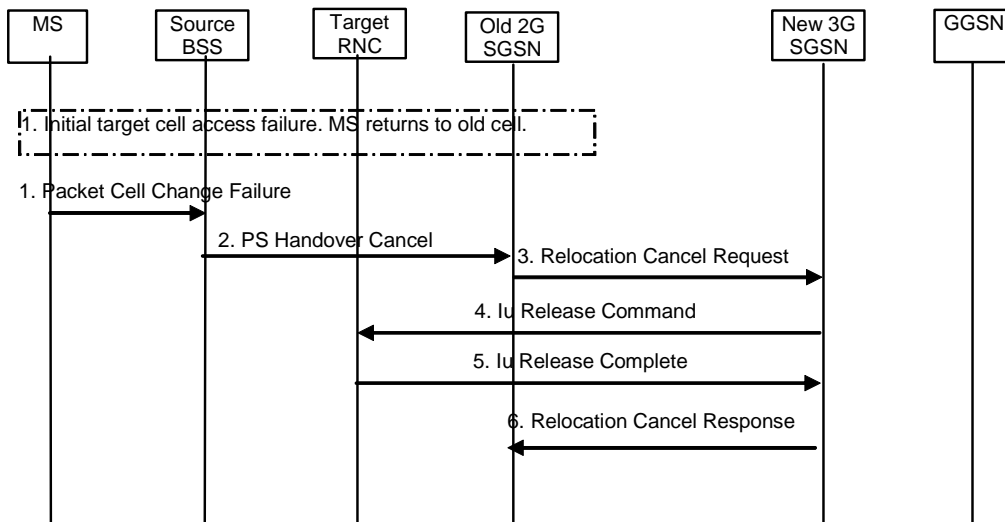 MS
Source
BSS
Target
RNC
Old 2G
SGSN
New 3G
SGSN
GGSN
1. Initial target cell access failure. MS returns to old cell.
1. Packet Cell Change Failure
2. PS Handover Cancel
3. Relocation Cancel Request
4. Iu Release Command
5. Iu Release Complete
6. Relocation Cancel Response